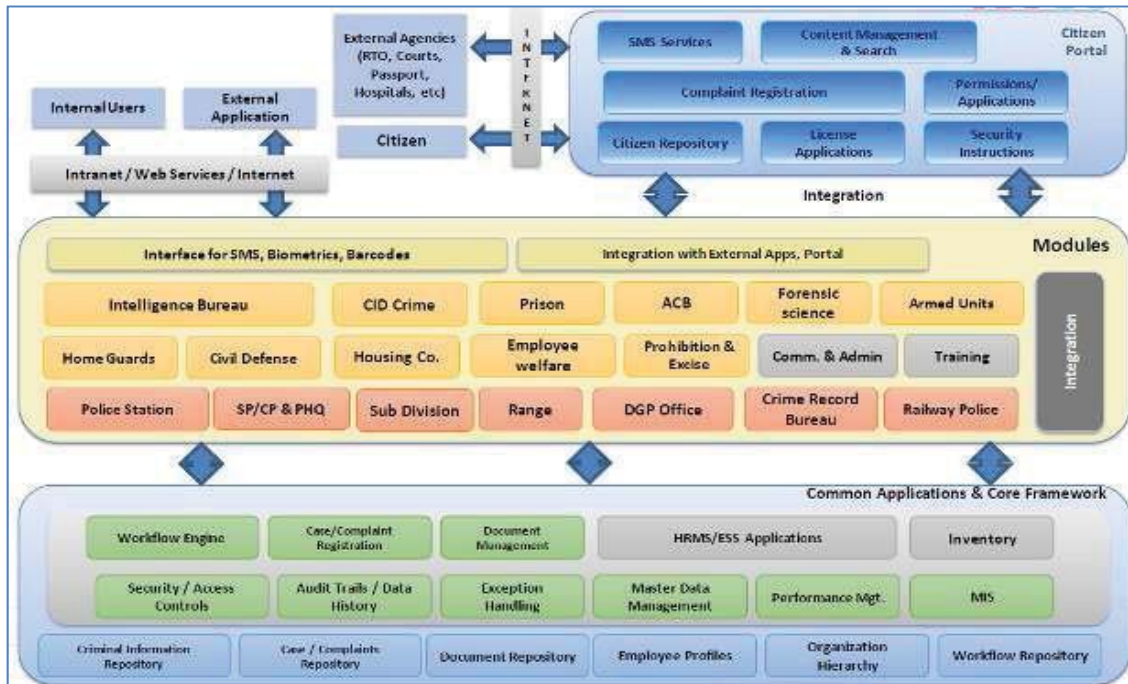 External Agencies
(RTO, Courts,
Passport,
Hospitals, etc)
INTERNET
SMS Services
Content Management
& Search
Citizen
Portal
Complaint Registration
Permissions/
Applications
Internal Users
External
Application
Citizen
Citizen Repository
License
Applications
Security
Instructions
Intranet / Web Services / Internet
Integration
Modules
Interface for SMS, Biometrics, Barcodes
Integration with External Apps, Portal
Intelligence Bureau
CID Crime
Prison
ACB
Forensic
science
Armed Units
Integration
Home Guards
Civil Defense
Housing Co.
Employee
welfare
Prohibition &
Excise
Comm. & Admin
Training
Police Station
SP/CP & PHQ
Sub Division
Range
DGP Office
Crime Record
Bureau
Railway Police
Common Applications & Core Framework
Workflow Engine
Case/Complaint
Registration
Document
Management
HRMS/ESS Applications
Inventory
Security / Access
Controls
Audit Trails / Data
History
Exception
Handling
Master Data
Management
Performance Mgt.
MIS
Criminal Information
Repository
Case / Complaints
Repository
Document Repository
Employee Profiles
Organization
Hierarchy
Workflow Repository